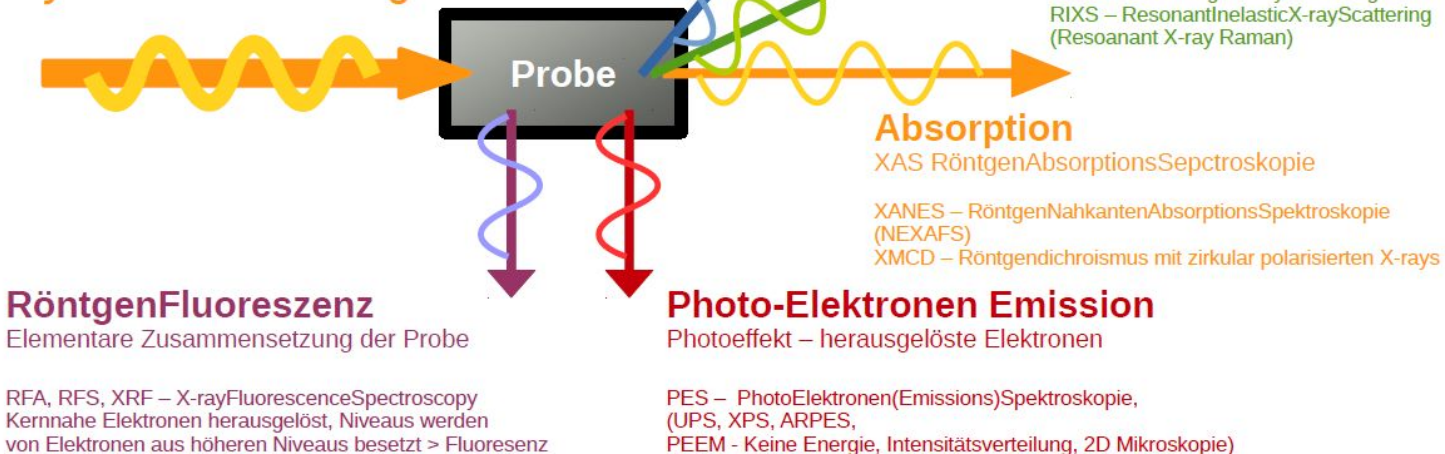 RIXS – ResonantInelasticX-rayScattering
(Resoanant X-ray Raman)
Probe
Absorption
XAS RöntgenAbsorptionsSepctroskopie
XANES – RöntgenNahkantenAbsorptionsSpektroskopie
(NEXAFS)
XMCD – Röntgendichroismus mit zirkular polarisierten X-rays
RöntgenFluoreszenz
Elementare Zusammensetzung der Probe
RFA, RFS, XRF – X-rayFluorescenceSpectroscopy
Kernnahe Elektronen herausgelöst, Niveaus werden
von Elektronen aus höheren Niveaus besetzt > Fluoresenz
Photo-Elektronen Emission
Photoeffekt – herausgelöste Elektronen
PES – PhotoElektronen(Emissions)Spektroskopie,
(UPS, XPS, ARPES,
PEEM - Keine Energie, Intensitätsverteilung, 2D Mikroskopie)